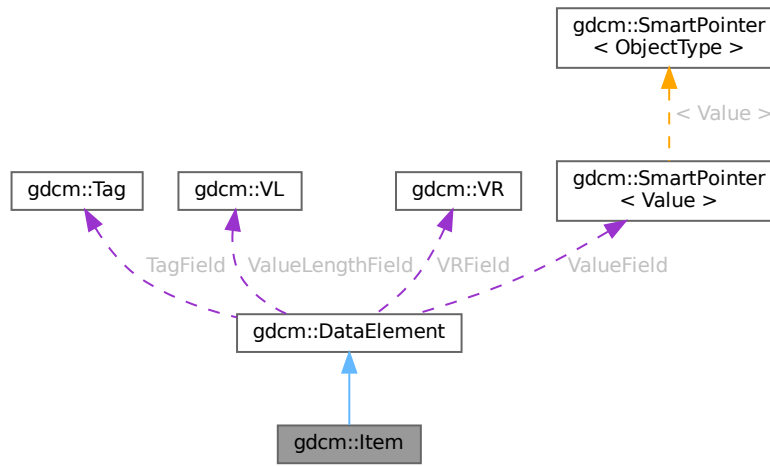 gdcm::SmartPointer
< ObjectType >
< Value >
gdcm::Tag
gdcm::VL
gdcm::VR
gdcm::SmartPointer
< Value >
TagField
ValueLengthField
VRField
ValueField
gdcm::DataElement
gdcm::Item